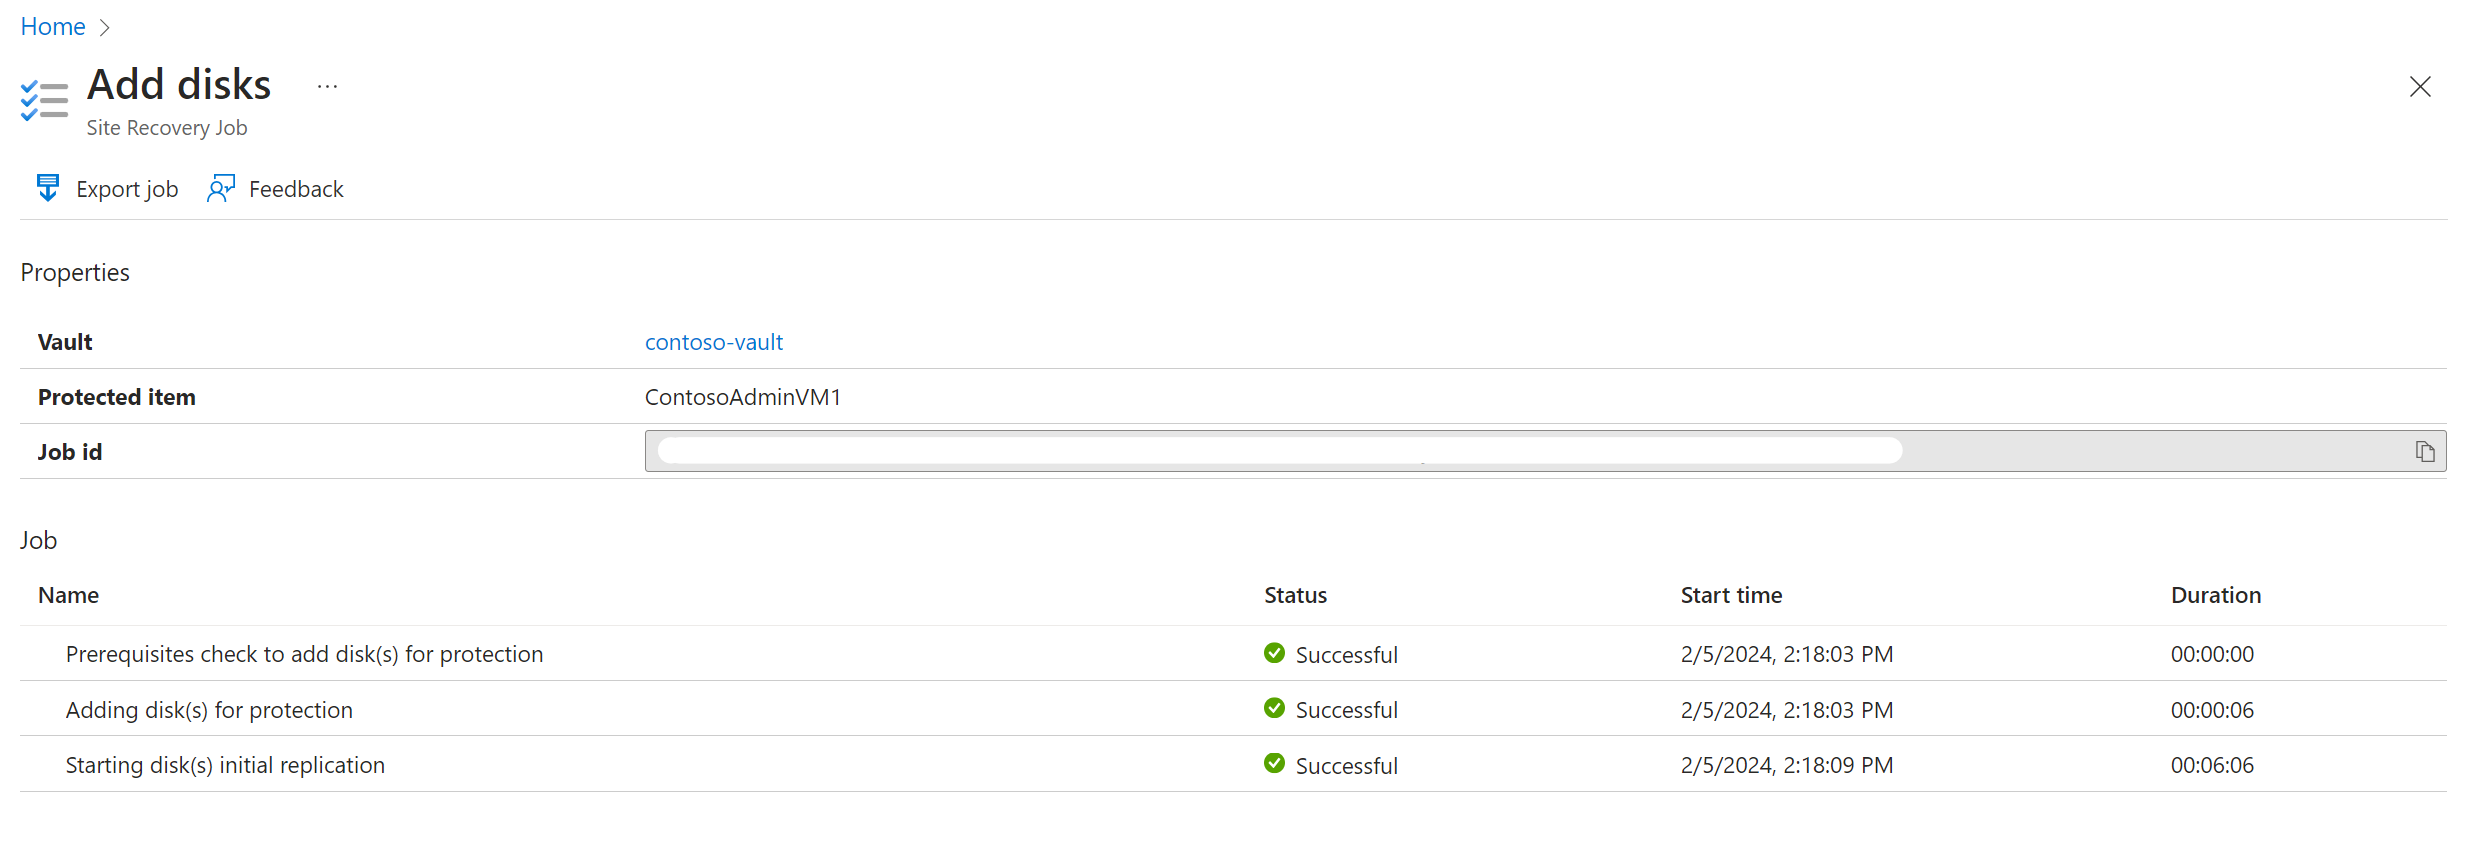 Home
Add disks ...
Site Recovery Job
Export job Feedback
Properties
Vault contoso-vault
Protected item ContosoAdminVM1
Job id
Job
Name Status Start time Duration
Prerequisites check to add disk(s) for protection Successful 2/5/2024, 2:18:03 PM 00:00:00
Adding disk(s) for protection Successful 2/5/2024, 2:18:03 PM 00:00:06
Starting disk(s) initial replication Successful 2/5/2024, 2:18:09 PM 00:06:06